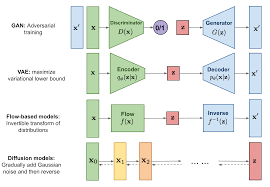 GAN: Adversarial
training
x′
x
Discriminator
D(x)
0/1
z
Generator
G(z)
x′
VAE: maximize
variational lower bound
x
Encoder
qϕ(z|x)
z
Decoder
pθ(x|z)
x′
Flow-based models:
Invertible transform of
distributions
x
Flow
f(x)
z
Inverse
f⁻¹(z)
x′
Diffusion models:
Gradually add Gaussian
noise and then reverse
x₀
x₁
x₂
... ...
z